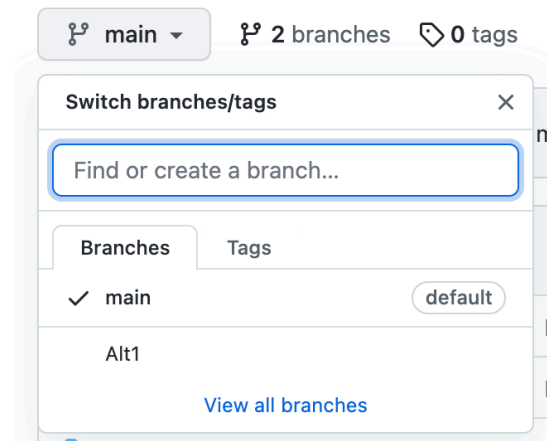 main 2 branches 0 tags
Switch branches/tags
Find or create a branch...
Branches Tags
main default
Alt1
View all branches